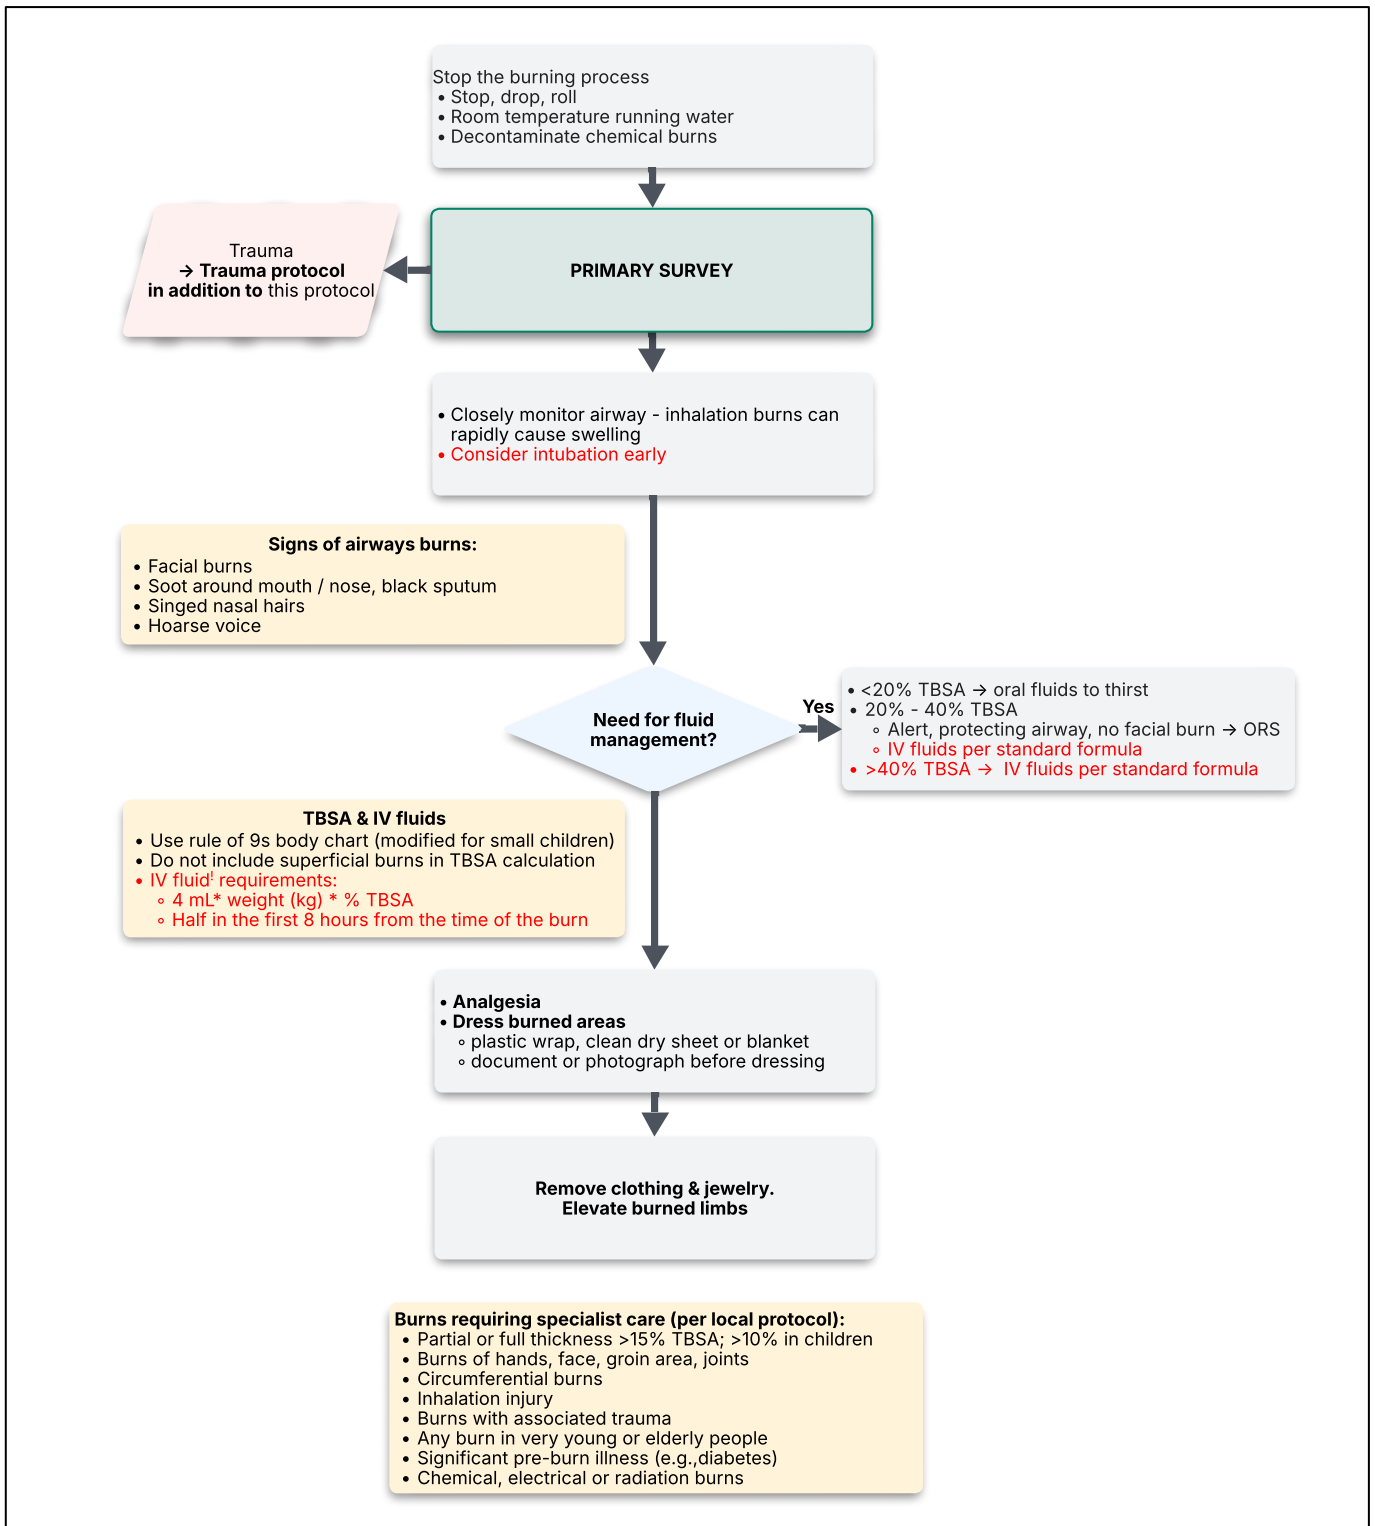 Stop the burning process
• Stop, drop, roll
• Room temperature running water
• Decontaminate chemical burns
Trauma
→ Trauma protocol
in addition to this protocol
PRIMARY SURVEY
• Closely monitor airway - inhalation burns can
rapidly cause swelling
• Consider intubation early
Signs of airways burns:
• Facial burns
• Soot around mouth / nose, black sputum
• Singed nasal hairs
• Hoarse voice
Need for fluid
management?
Yes
• <20% TBSA → oral fluids to thirst
• 20% - 40% TBSA
∘ Alert, protecting airway, no facial burn → ORS
∘ IV fluids per standard formula
• >40% TBSA → IV fluids per standard formula
TBSA & IV fluids
• Use rule of 9s body chart (modified for small children)
• Do not include superficial burns in TBSA calculation
• IV fluid! requirements:
∘ 4 mL* weight (kg) * % TBSA
∘ Half in the first 8 hours from the time of the burn
• Analgesia
• Dress burned areas
∘ plastic wrap, clean dry sheet or blanket
∘ document or photograph before dressing
Remove clothing & jewelry.
Elevate burned limbs
Burns requiring specialist care (per local protocol):
• Partial or full thickness >15% TBSA; >10% in children
• Burns of hands, face, groin area, joints
• Circumferential burns
• Inhalation injury
• Burns with associated trauma
• Any burn in very young or elderly people
• Significant pre-burn illness (e.g.,diabetes)
• Chemical, electrical or radiation burns